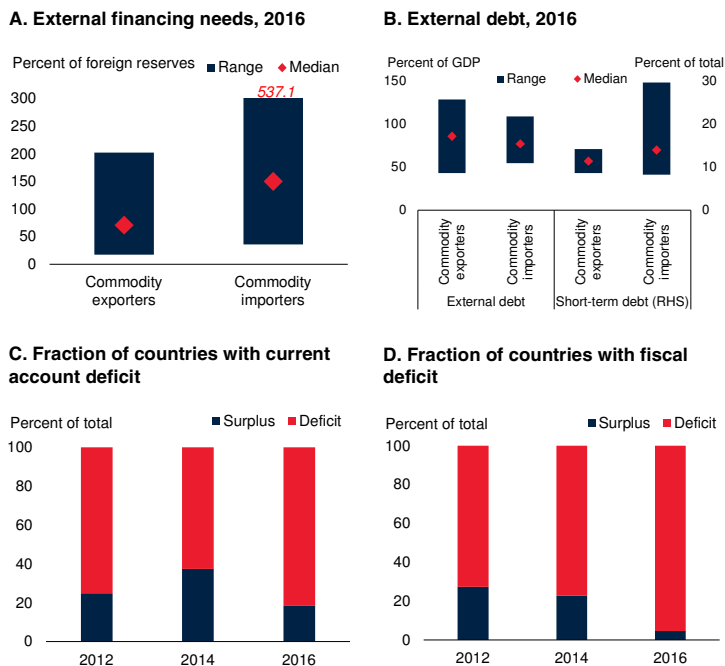 A. External financing needs, 2016
Percent of foreign reserves
Range
Median
537.1
300
250
200
150
100
50
0
Commodity exporters
Commodity importers
B. External debt, 2016
Percent of GDP
Percent of total
Range
Median
150
100
50
0
30
20
10
0
Commodity exporters
Commodity importers
Commodity exporters
Commodity importers
External debt
Short-term debt (RHS)
C. Fraction of countries with current
account deficit
Percent of total
Surplus
Deficit
100
80
60
40
20
0
2012
2014
2016
D. Fraction of countries with fiscal
deficit
Percent of total
Surplus
Deficit
100
80
60
40
20
0
2012
2014
2016